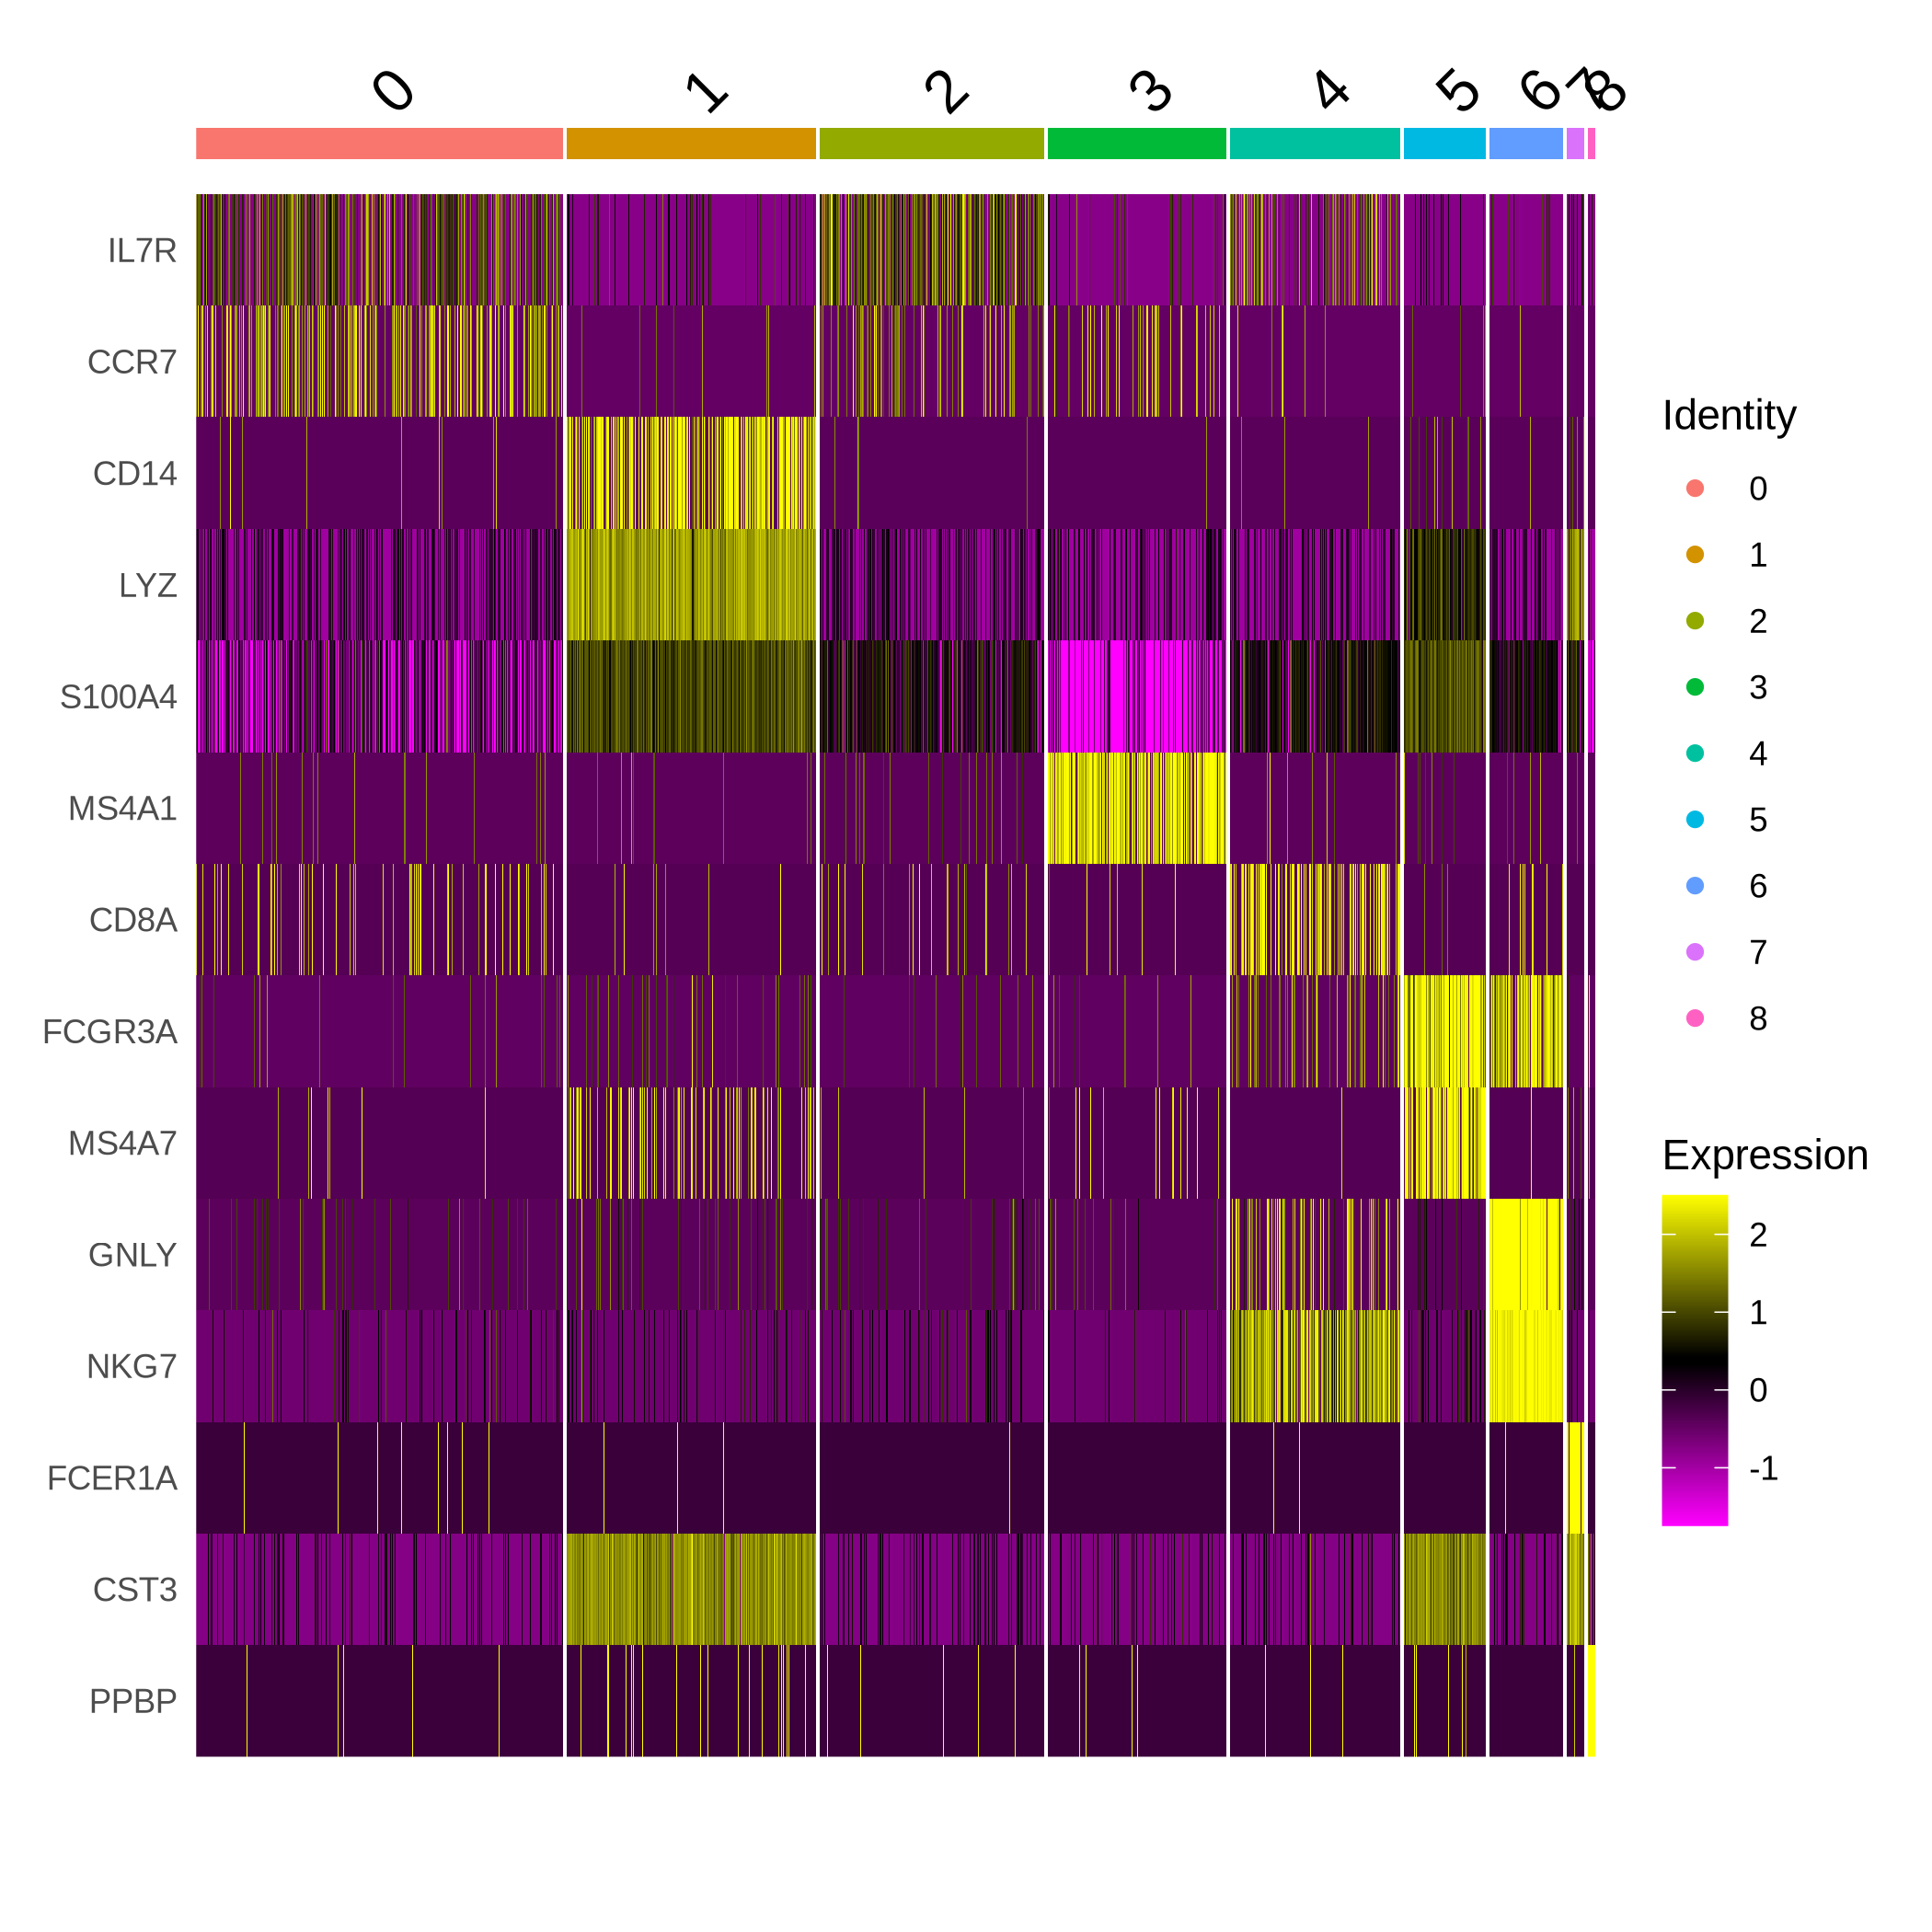 0 1 2 3 4 5 6 7 8
IL7R
CCR7
CD14
LYZ
S100A4
MS4A1
CD8A
FCGR3A
MS4A7
GNLY
NKG7
FCER1A
CST3
PPBP
Identity
0
1
2
3
4
5
6
7
8
Expression
2
1
0
-1